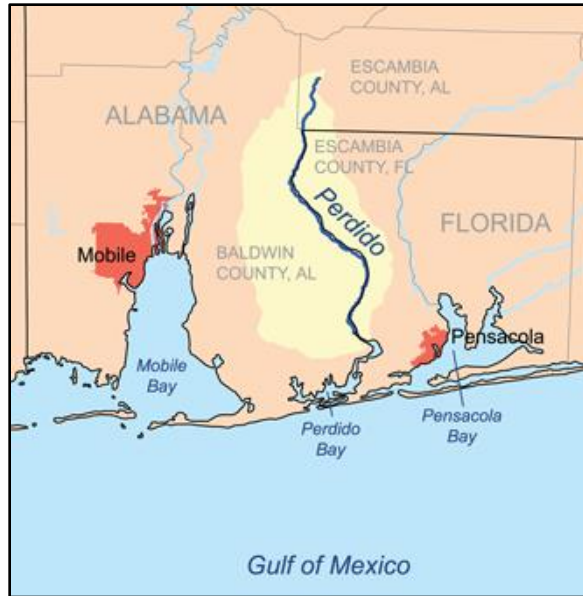 ESCAMBIA
COUNTY, AL
ALABAMA
ESCAMBIA
COUNTY, FL
Perdido
FLORIDA
Mobile
BALDWIN
COUNTY, AL
Pensacola
Mobile
Bay
Perdido
Bay
Pensacola
Bay
Gulf of Mexico